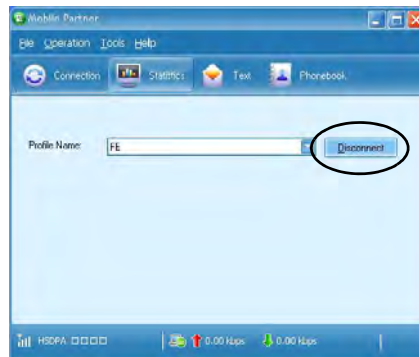 Mobile Partner
File Operation Tools Help
Connection Statistics Text Phonebook
Profile Name: FE Disconnect
HSDPA □□□□ 0.00 kbps 0.00 kbps